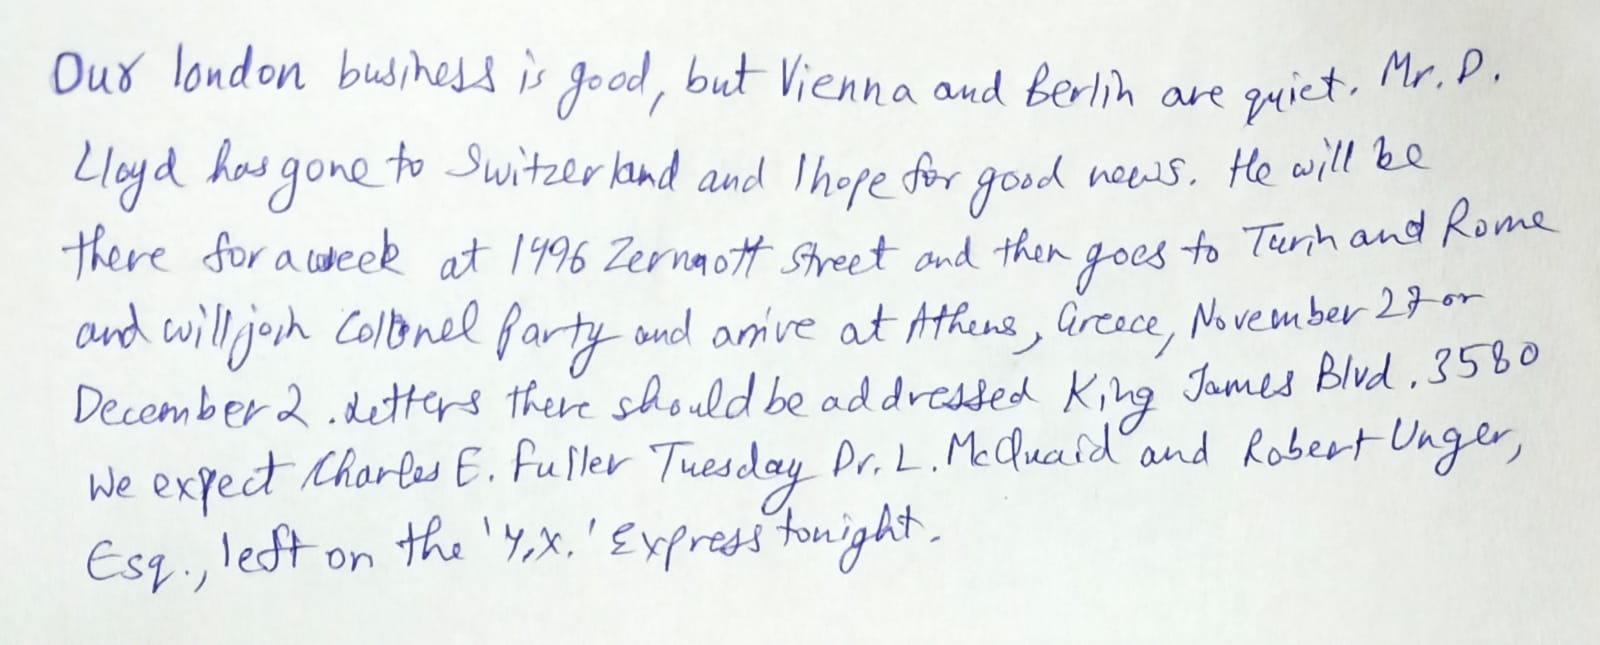 Our london business is good, but Vienna and Berlin are quiet. Mr. D.
Lloyd has gone to Switzerland and I hope for good news. He will be
there for a week at 1496 Zermott Street and then goes to Turin and Rome
and will join Collonel Party and arrive at Athens, Greece, November 27 or
December 2. Letters there should be addressed King James Blvd. 3580
We expect Charles E. Fuller Tuesday Dr. L. McQuaid and Robert Unger,
Esq., left on the 'Y.X.' Express tonight.